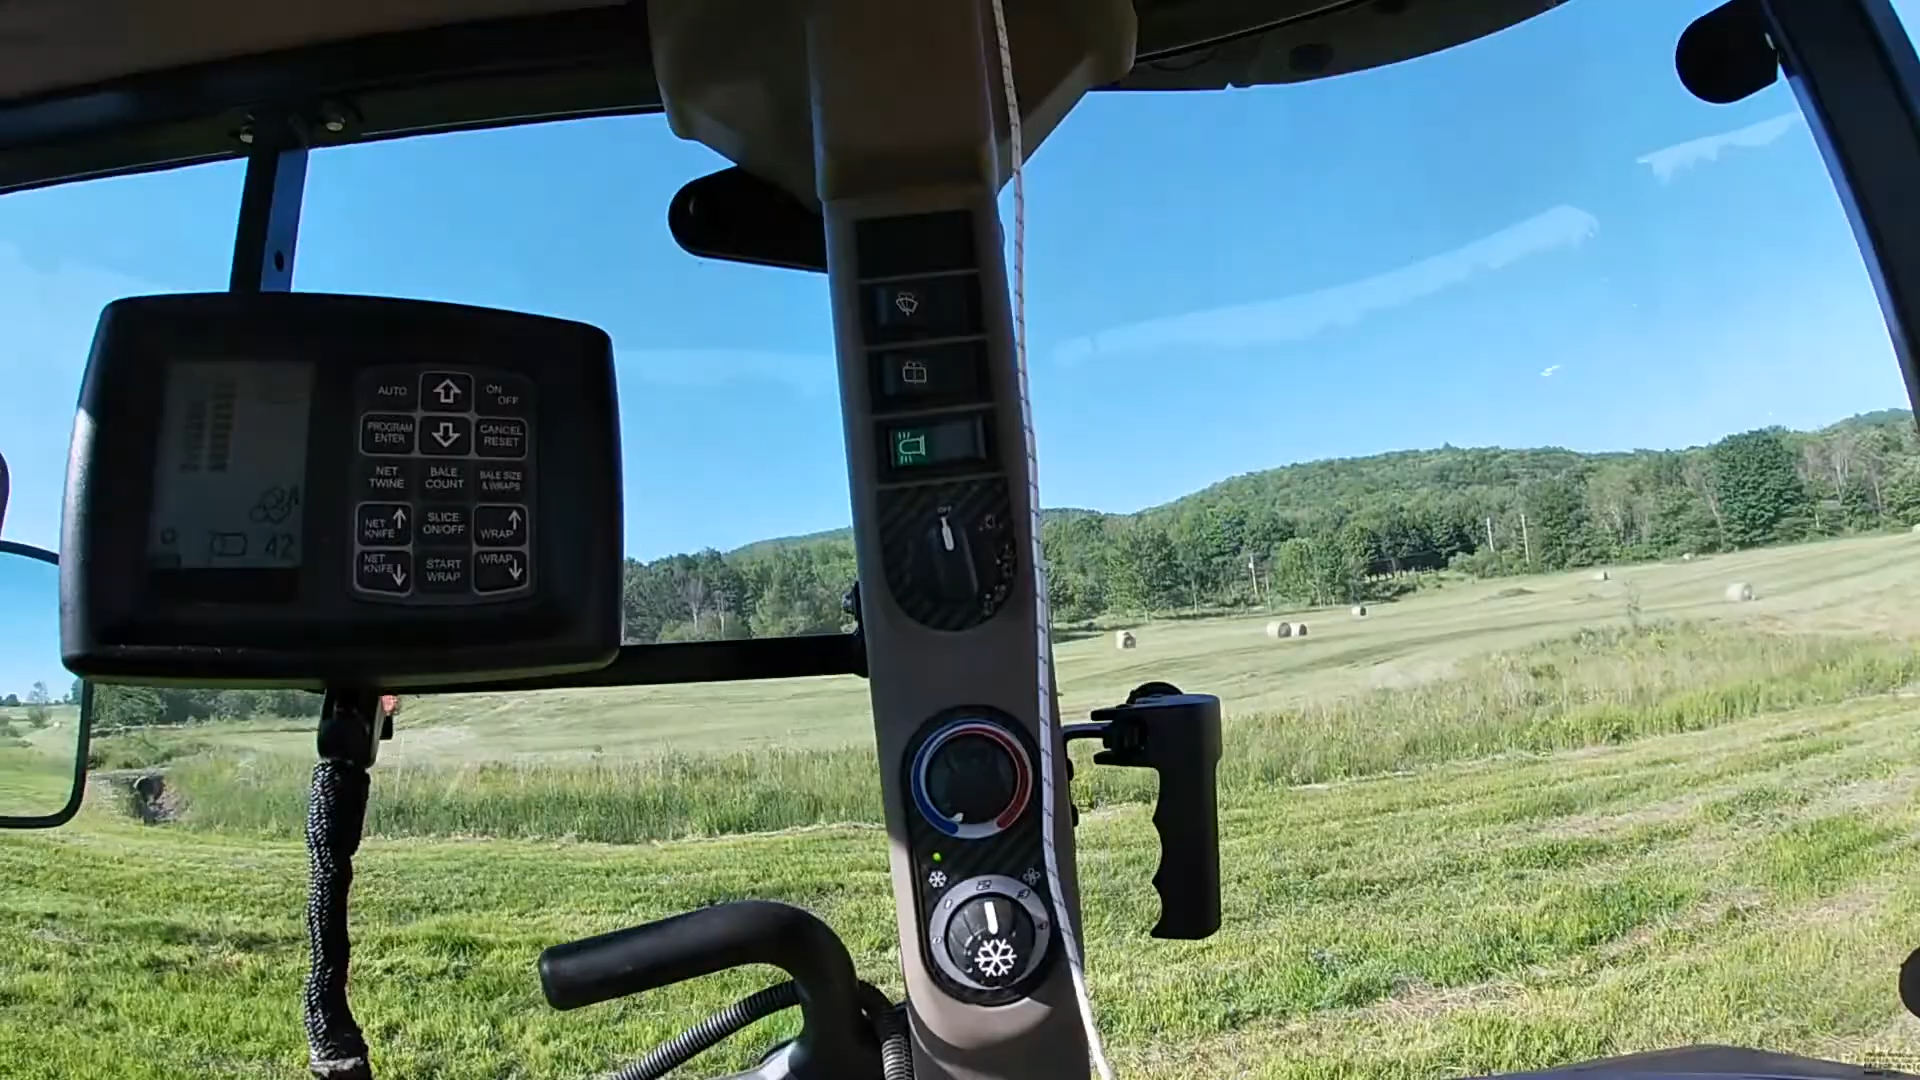 AUTO
ON
OFF
PROGRAM
ENTER
CANCEL
RESET
NET
TWINE
BALE
COUNT
BALE SIZE
& WRAPS
NET
KNIFE
SLICE
ON/OFF
WRAP
NET
KNIFE
START
WRAP
WRAP
42
OFF
2